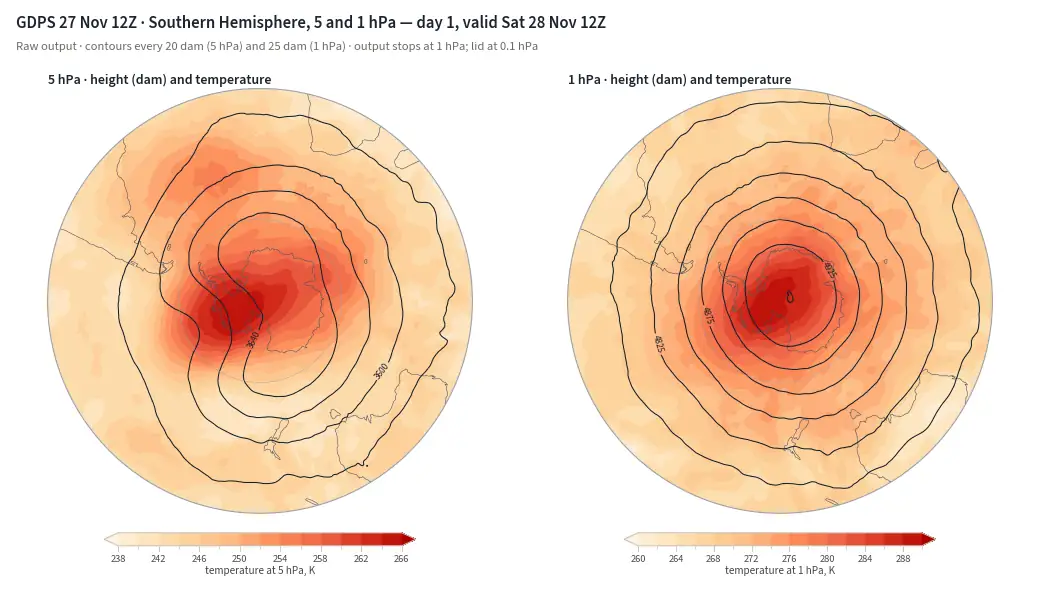 GDPS 27 Nov 12Z · Southern Hemisphere, 5 and 1 hPa — day 1, valid Sat 28 Nov 12Z
Raw output · contours every 20 dam (5 hPa) and 25 dam (1 hPa) · output stops at 1 hPa; lid at 0.1 hPa
5 hPa · height (dam) and temperature
1 hPa · height (dam) and temperature
3640
3600
4925
4875
4825
238 242 246 250 254 258 262 266
temperature at 5 hPa, K
260 264 268 272 276 280 284 288
temperature at 1 hPa, K